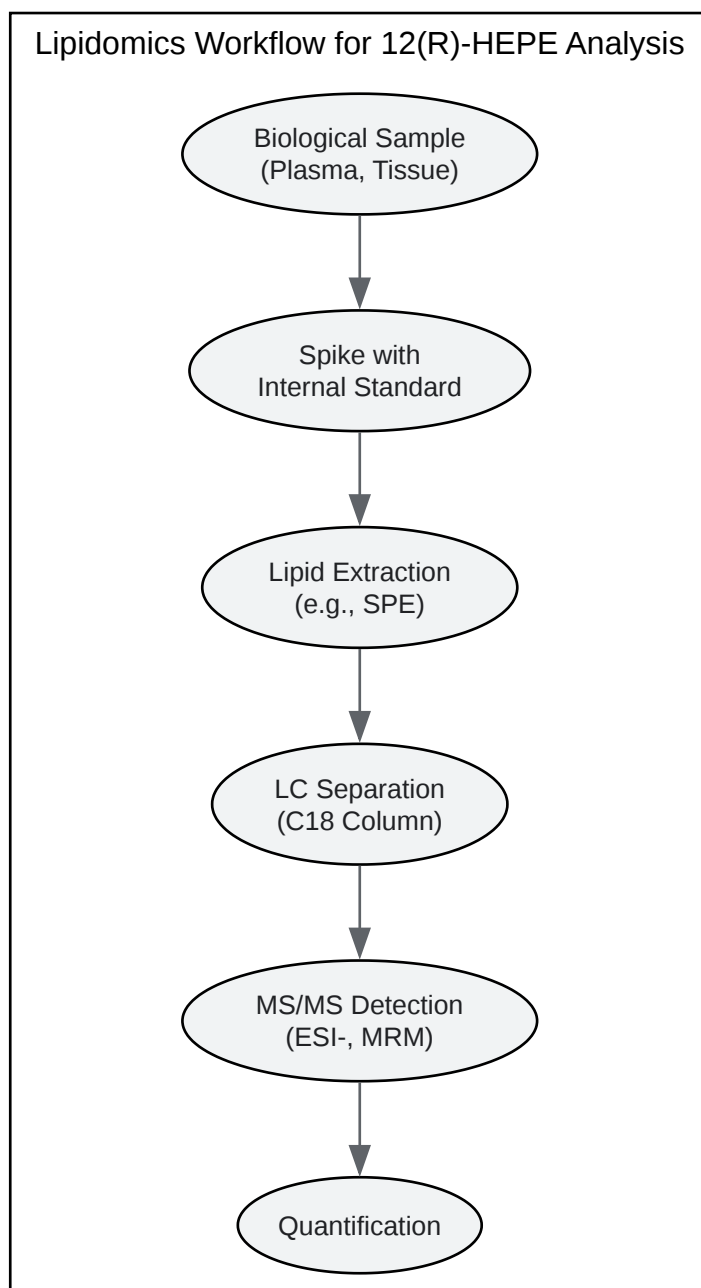 Lipidomics Workflow for 12(R)-HEPE Analysis
Biological Sample
(Plasma, Tissue)
Spike with
Internal Standard
Lipid Extraction
(e.g., SPE)
LC Separation
(C18 Column)
MS/MS Detection
(ESI-, MRM)
Quantification